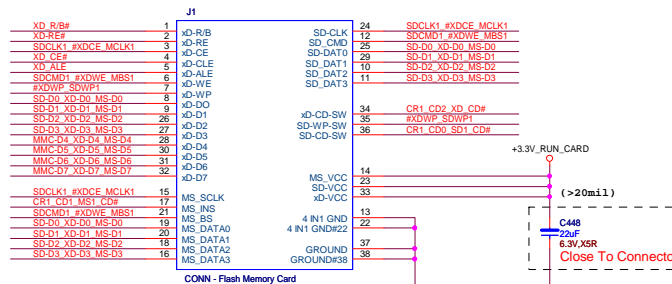 J1
XD_R/B# 1 xD-R/B
XD-RE# 2 xD-RE
SDCLK1_#XDCE_MCLK1 3 xD-CE
XD_CE# 4 xD-CLE
XD_ALE 5 xD-ALE
SDCMD1_#XDWE_MBS1 6 xD-WE
#XDWP_SDWP1 7 xD-WP
SD-D0_XD-D0_MS-D0 8 xD-DO
SD-D1_XD-D1_MS-D1 9 xD-D1
SD-D2_XD-D2_MS-D2 26 xD-D2
SD-D3_XD-D3_MS-D3 27 xD-D3
MMC-D4_XD-D4_MS-D4 28 xD-D4
MMC-D5_XD-D5_MS-D5 30 xD-D5
MMC-D6_XD-D6_MS-D6 31 xD-D6
MMC-D7_XD-D7_MS-D7 32 xD-D7
SDCLK1_#XDCE_MCLK1 15 MS_SCLK
CR1_CD1_MS1_CD# 17 MS_INS
SDCMD1_#XDWE_MBS1 21 MS_BS
SD-D0_XD-D0_MS-D0 19 MS_DATA0
SD-D1_XD-D1_MS-D1 20 MS_DATA1
SD-D2_XD-D2_MS-D2 18 MS_DATA2
SD-D3_XD-D3_MS-D3 16 MS_DATA3
SD-CLK 24 SDCLK1_#XDCE_MCLK1
SD_CMD 12 SDCMD1_#XDWE_MBS1
SD-DAT0 25 SD-D0_XD-D0_MS-D0
SD_DAT1 29 SD-D1_XD-D1_MS-D1
SD_DAT2 10 SD-D2_XD-D2_MS-D2
SD_DAT3 11 SD-D3_XD-D3_MS-D3
xD-CD-SW 34 CR1_CD2_XD_CD#
SD-WP-SW 35 #XDWP_SDWP1
SD-CD-SW 36 CR1_CD0_SD1_CD#
+3.3V_RUN_CARD
MS_VCC 14
SD-VCC 23
xD-VCC 33
(>20mil)
4 IN1 GND 13
4 IN1 GND#22 22
GROUND 37
GROUND#38 38
C448
22uF
6.3V,X5R
Close To Connecto
CONN - Flash Memory Card